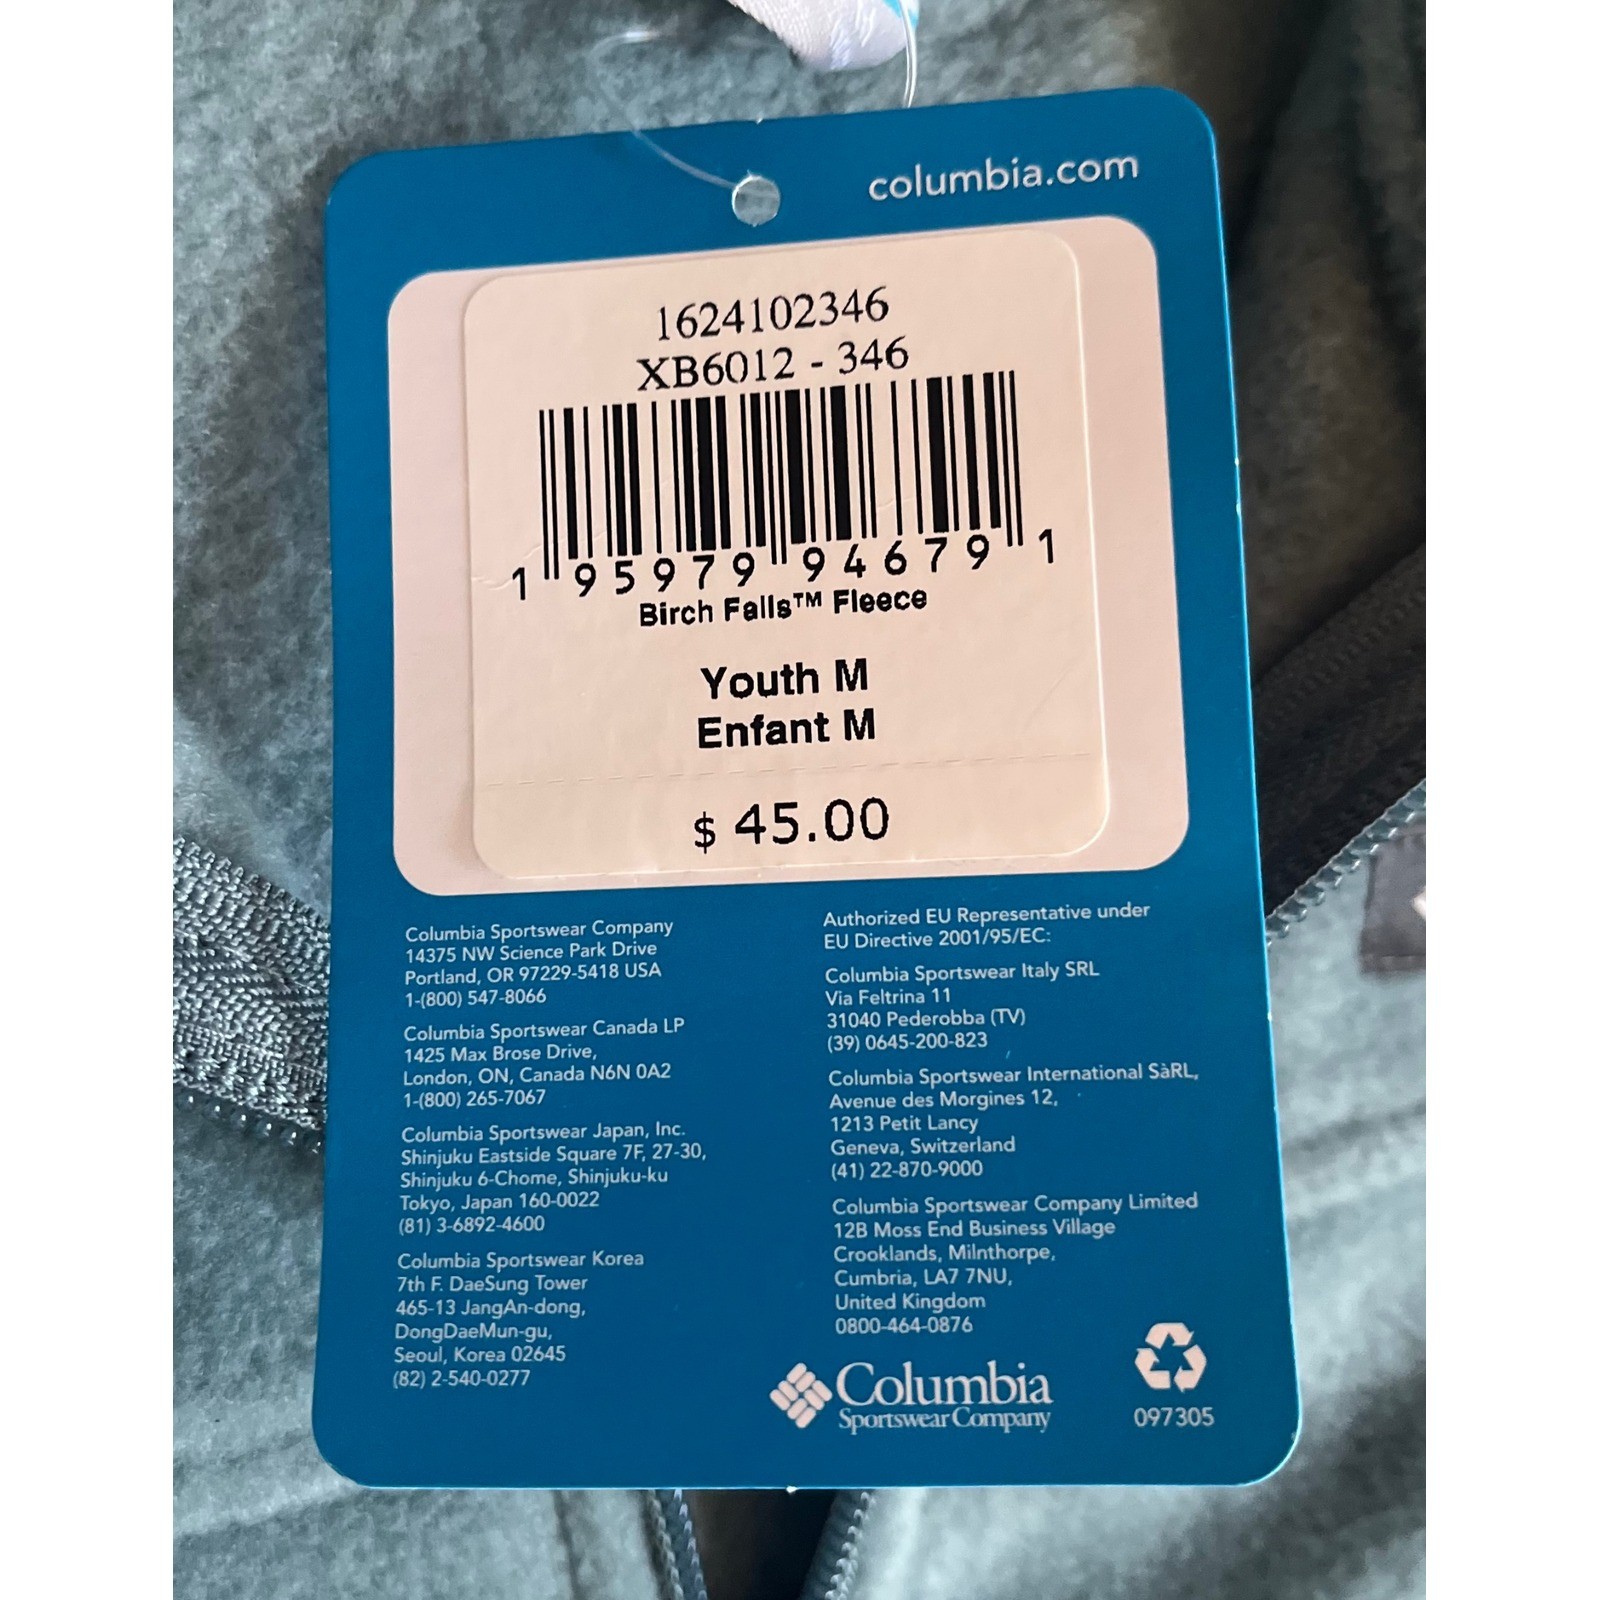 columbia.com
1624102346
XB6012 - 346
1 95979 94679 1
Birch Falls™ Fleece
Youth M
Enfant M
$ 45.00
Columbia Sportswear Company
14375 NW Science Park Drive
Portland, OR 97229-5418 USA
1-(800) 547-8066
Columbia Sportswear Canada LP
1425 Max Brose Drive,
London, ON, Canada N6N 0A2
1-(800) 265-7067
Columbia Sportswear Japan, Inc.
Shinjuku Eastside Square 7F, 27-30,
Shinjuku 6-Chome, Shinjuku-ku
Tokyo, Japan 160-0022
(81) 3-6892-4600
Columbia Sportswear Korea
7th F. DaeSung Tower
465-13 JangAn-dong,
DongDaeMun-gu,
Seoul, Korea 02645
(82) 2-540-0277
Authorized EU Representative under
EU Directive 2001/95/EC:
Columbia Sportswear Italy SRL
Via Feltrina 11
31040 Pederobba (TV)
(39) 0645-200-823
Columbia Sportswear International SàRL,
Avenue des Morgines 12,
1213 Petit Lancy
Geneva, Switzerland
(41) 22-870-9000
Columbia Sportswear Company Limited
12B Moss End Business Village
Crooklands, Milnthorpe,
Cumbria, LA7 7NU,
United Kingdom
0800-464-0876
Columbia
Sportswear Company
097305